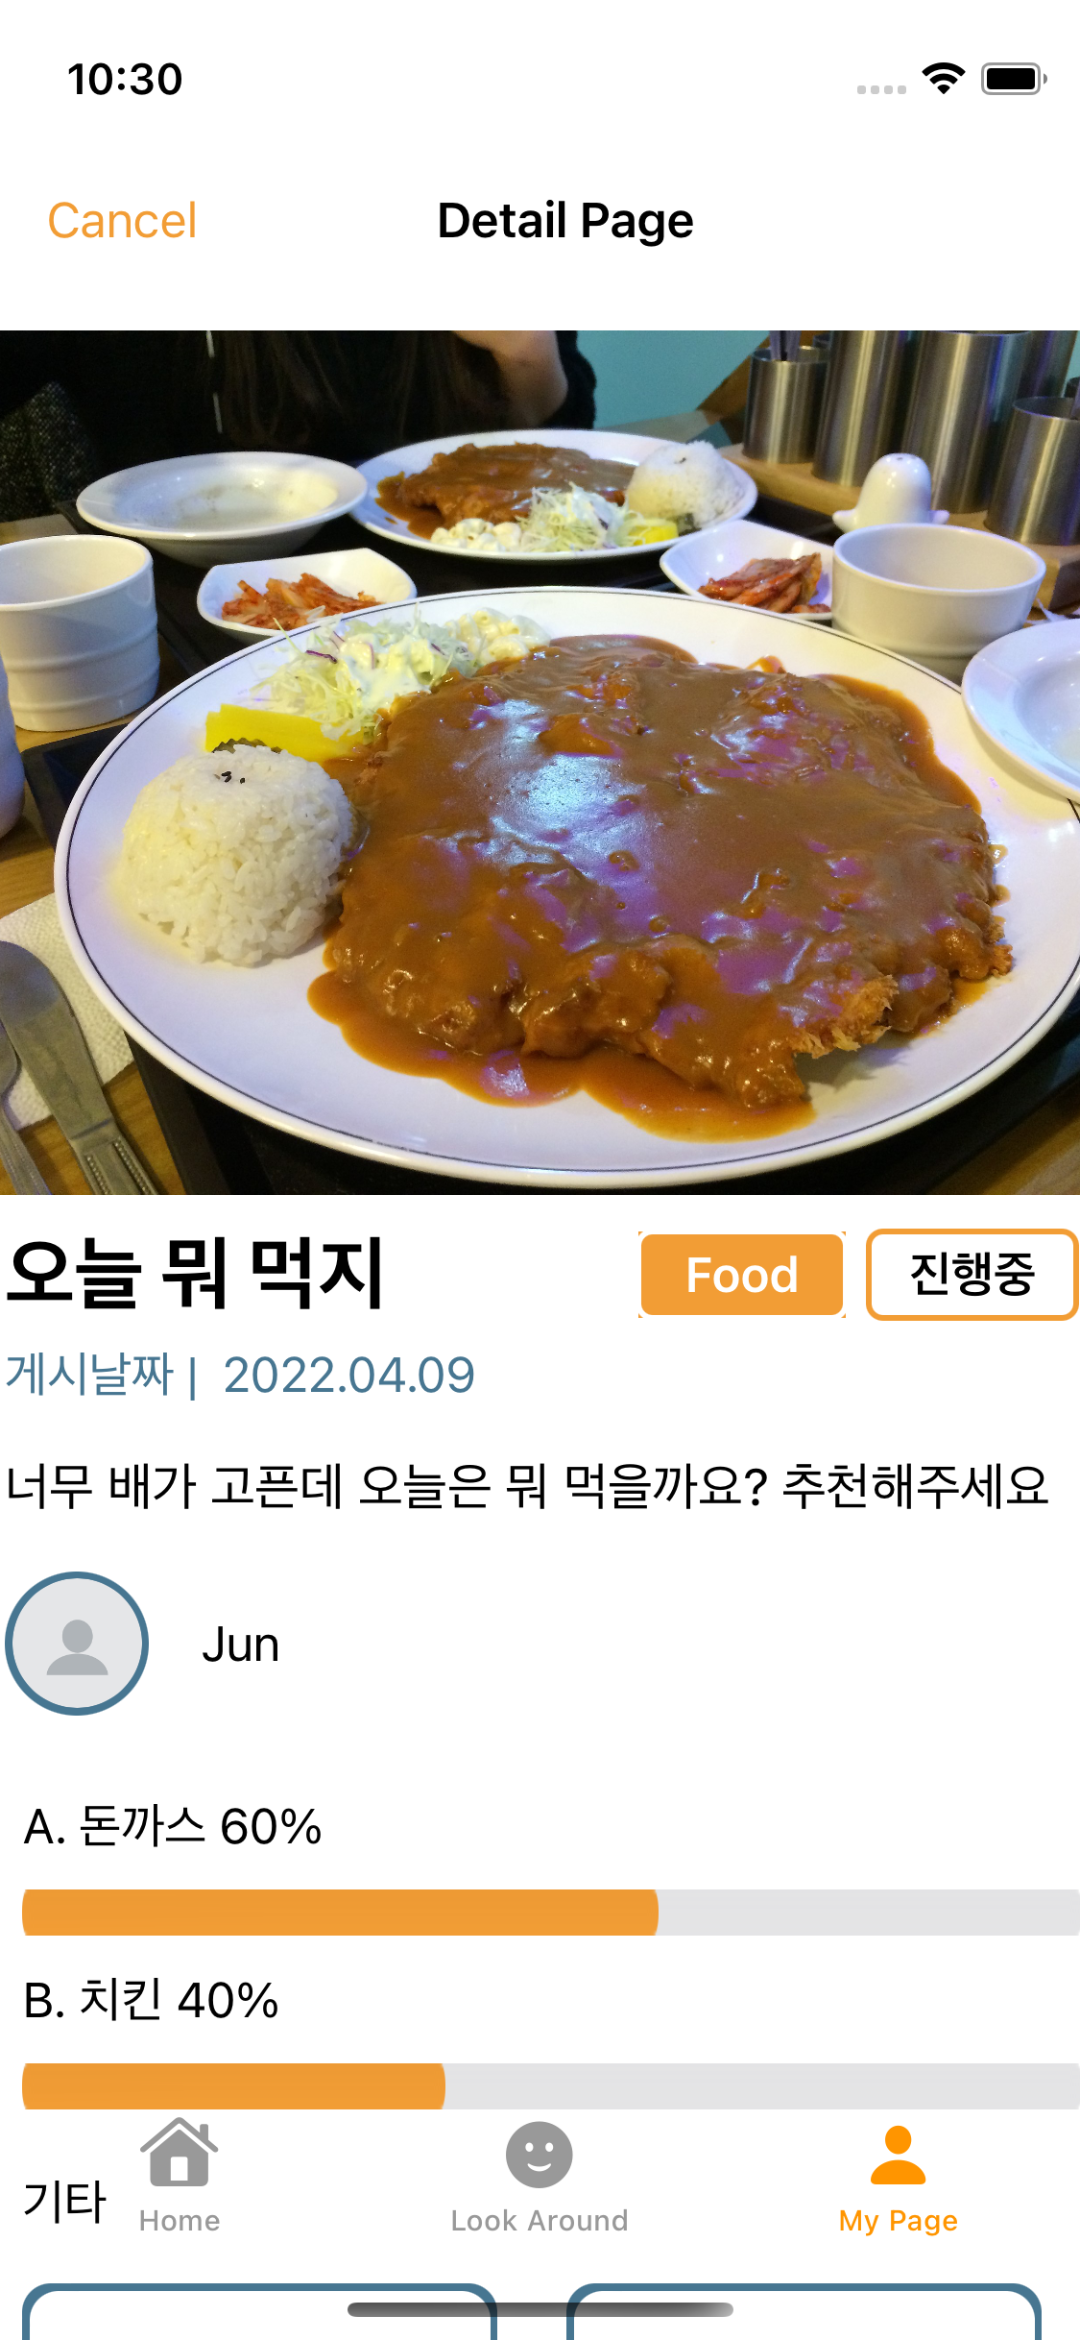 10:30
Cancel
Detail Page
오늘 뭐 먹지
Food
진행중
게시날짜 | 2022.04.09
너무 배가 고픈데 오늘은 뭐 먹을까요? 추천해주세요
Jun
A. 돈까스 60%
B. 치킨 40%
기타
Home
Look Around
My Page